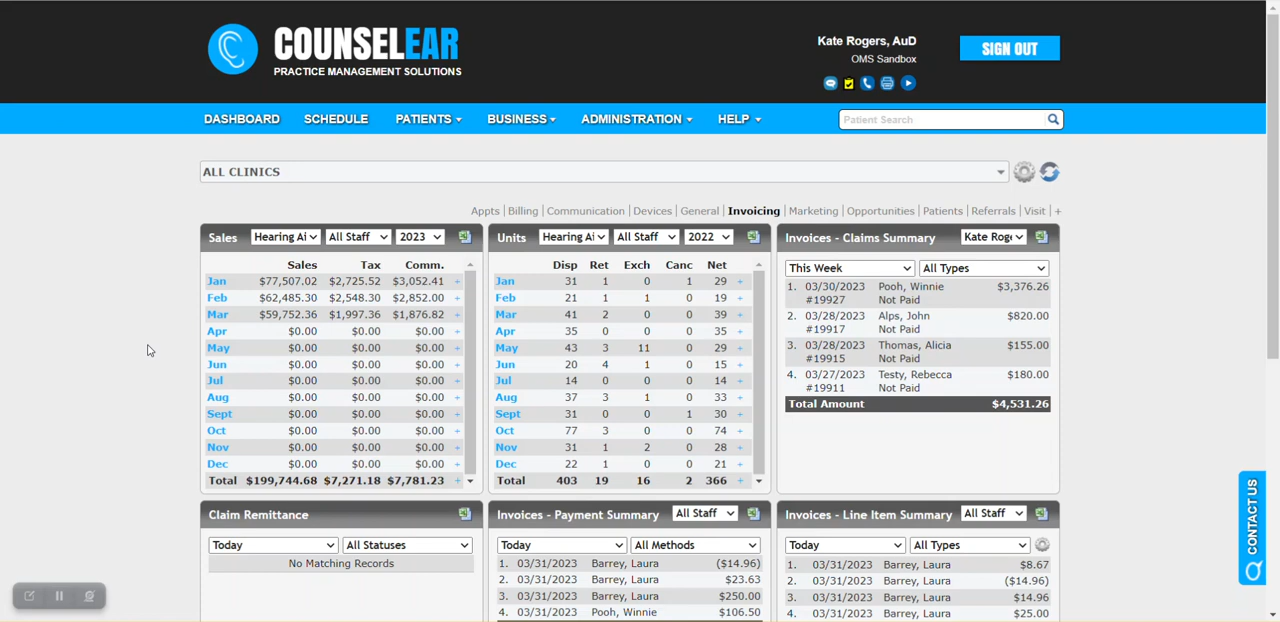 COUNSELEAR
PRACTICE MANAGEMENT SOLUTIONS
Kate Rogers, AuD
OMS Sandbox
SIGN OUT
DASHBOARD SCHEDULE PATIENTS BUSINESS ADMINISTRATION HELP Patient Search
ALL CLINICS
Appts | Billing | Communication | Devices | General | Invoicing | Marketing | Opportunities | Patients | Referrals | Visit | +
Sales Hearing Ai All Staff 2023
Sales Tax Comm.
Jan $77,507.02 $2,725.52 $3,052.41 +
Feb $62,485.30 $2,548.30 $2,852.00 +
Mar $59,752.36 $1,997.36 $1,876.82 +
Apr $0.00 $0.00 $0.00 +
May $0.00 $0.00 $0.00 +
Jun $0.00 $0.00 $0.00 +
Jul $0.00 $0.00 $0.00 +
Aug $0.00 $0.00 $0.00 +
Sept $0.00 $0.00 $0.00 +
Oct $0.00 $0.00 $0.00 +
Nov $0.00 $0.00 $0.00 +
Dec $0.00 $0.00 $0.00 +
Total $199,744.68 $7,271.18 $7,781.23 +
Units Hearing Ai All Staff 2022
Disp Ret Exch Canc Net
Jan 31 1 0 1 29 +
Feb 21 1 1 0 19 +
Mar 41 2 0 0 39 +
Apr 35 0 0 0 35 +
May 43 3 11 0 29 +
Jun 20 4 1 0 15 +
Jul 14 0 0 0 14 +
Aug 37 3 1 0 33 +
Sept 31 0 0 1 30 +
Oct 77 3 0 0 74 +
Nov 31 1 2 0 28 +
Dec 22 1 0 0 21 +
Total 403 19 16 2 366 +
Invoices - Claims Summary Kate Roge
This Week All Types
1. 03/30/2023 Pooh, Winnie $3,376.26
#19927 Not Paid
2. 03/28/2023 Alps, John $820.00
#19917 Not Paid
3. 03/28/2023 Thomas, Alicia $155.00
#19915 Not Paid
4. 03/27/2023 Testy, Rebecca $180.00
#19911 Not Paid
Total Amount $4,531.26
Claim Remittance
Today All Statuses
No Matching Records
Invoices - Payment Summary All Staff
Today All Methods
1. 03/31/2023 Barrey, Laura ($14.96)
2. 03/31/2023 Barrey, Laura $23.63
3. 03/31/2023 Barrey, Laura $250.00
4. 03/31/2023 Pooh, Winnie $106.50
Invoices - Line Item Summary All Staff
Today All Types
1. 03/31/2023 Barrey, Laura $8.67
2. 03/31/2023 Barrey, Laura ($14.96)
3. 03/31/2023 Barrey, Laura $14.96
4. 03/31/2023 Barrey, Laura $25.00
CONTACT US